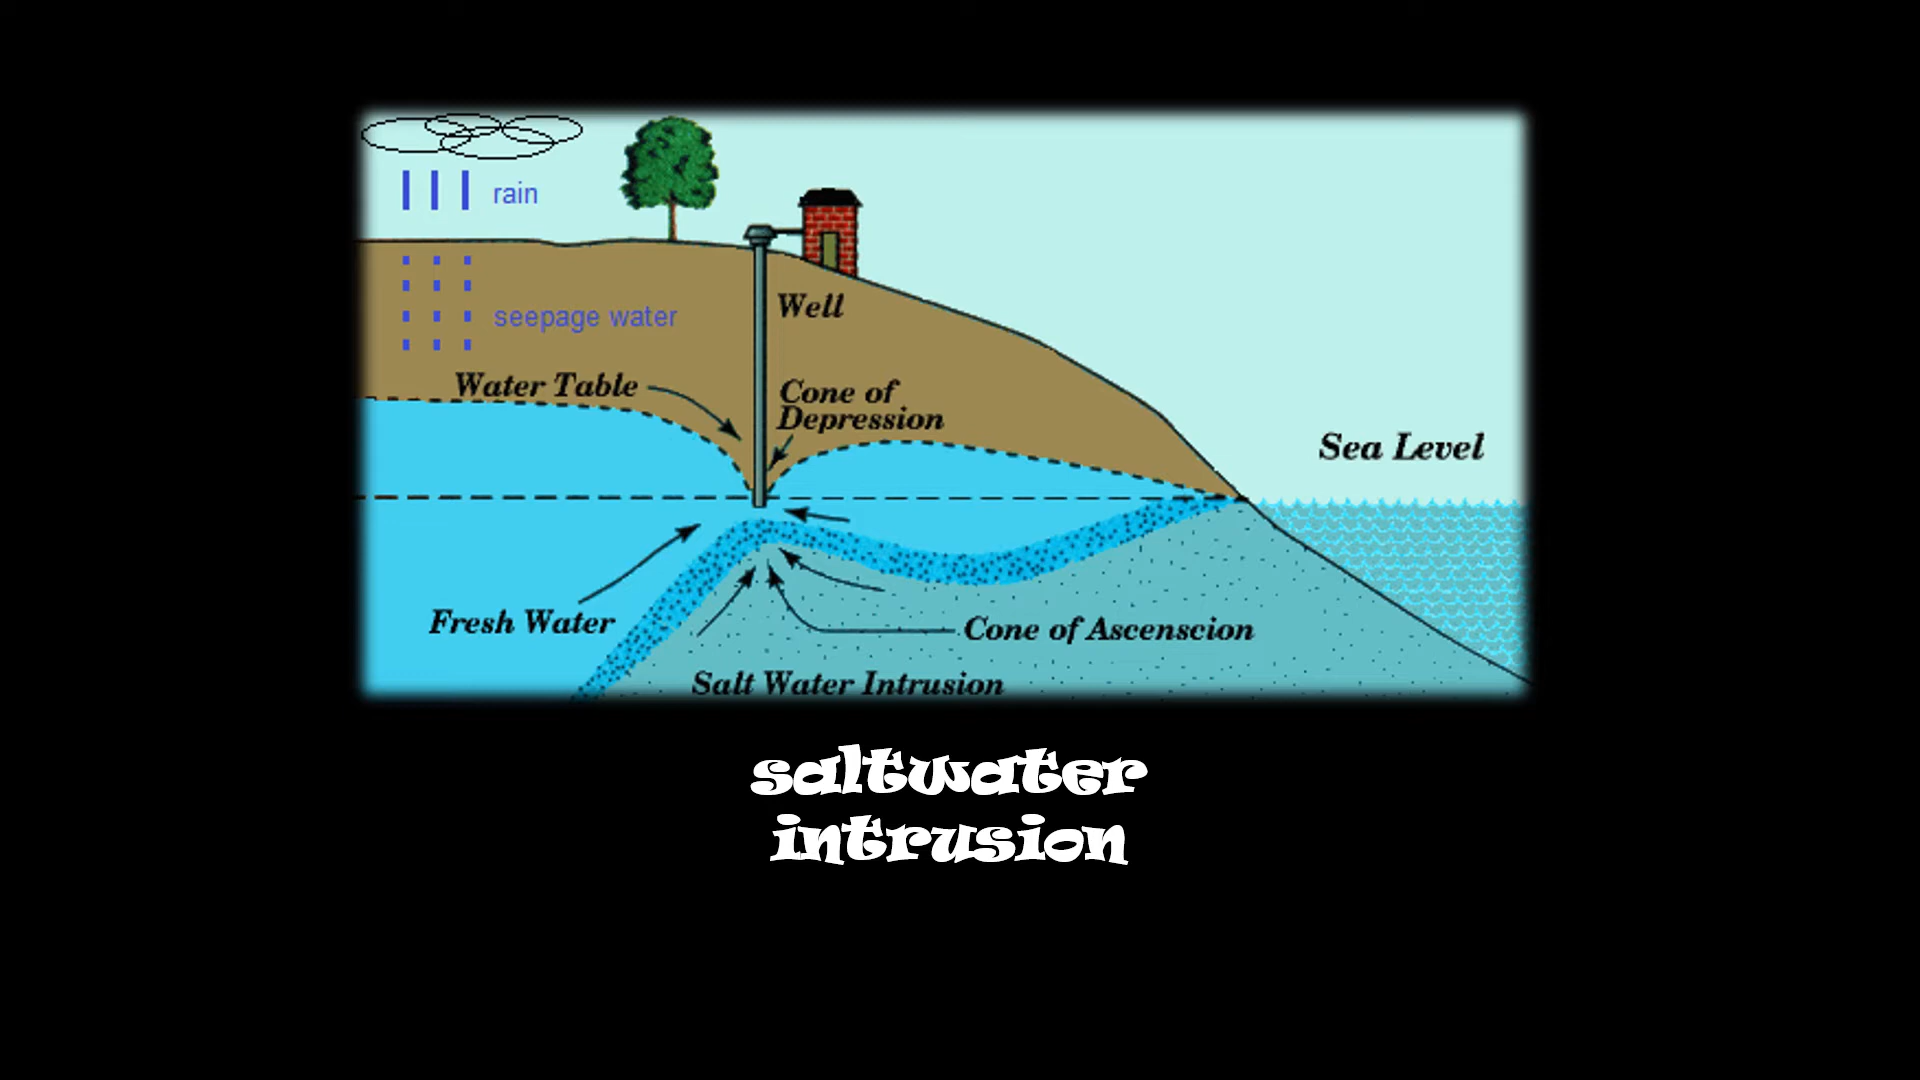 rain
seepage water
Well
Water Table
Cone of
Depression
Sea Level
Fresh Water
Cone of Ascenscion
Salt Water Intrusion
saltwater
intrusion